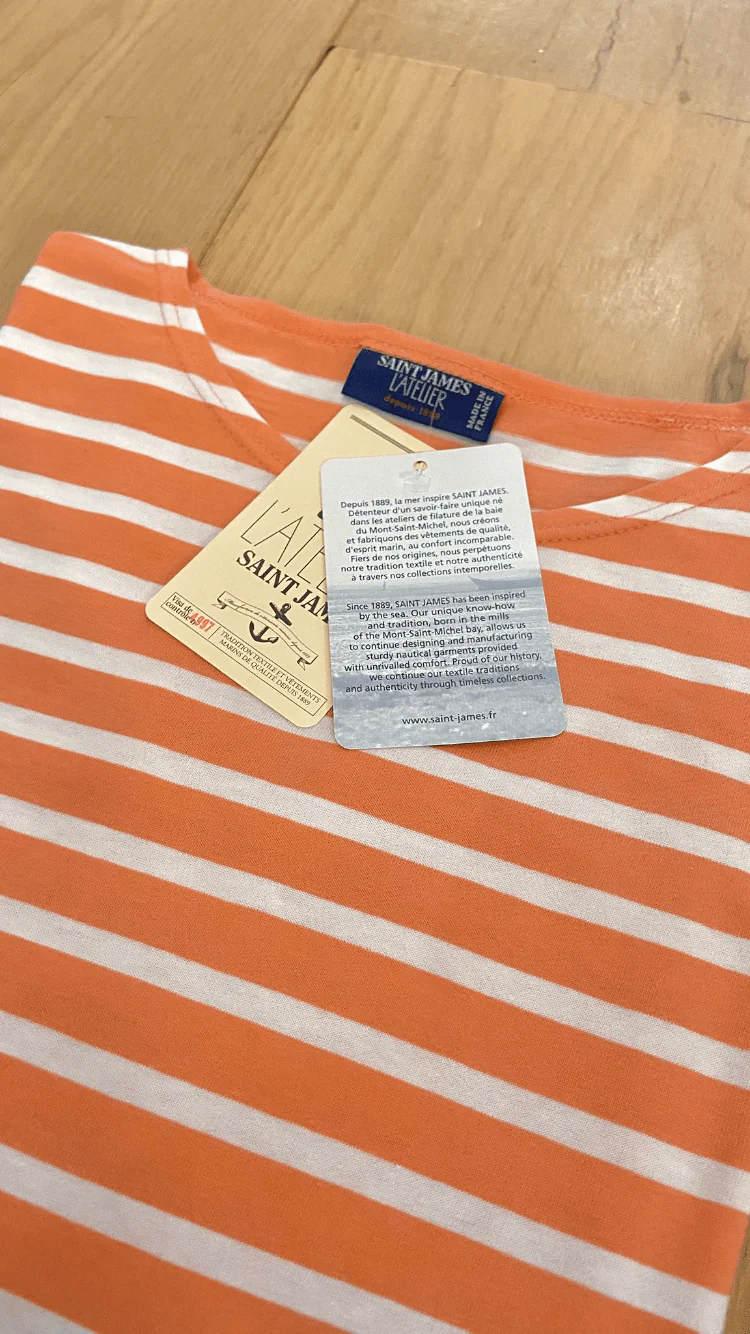 SAINT JAMES
L'ATELIER
depuis 1889
MADE IN
FRANCE
Depuis 1889, la mer inspire SAINT JAMES.
Détenteur d'un savoir-faire unique né
dans les ateliers de filature de la baie
du Mont-Saint-Michel, nous créons
et fabriquons des vêtements de qualité,
d'esprit marin, au confort incomparable.
Fiers de nos origines, nous perpétuons
notre tradition textile et notre authenticité
à travers nos collections intemporelles.
Since 1889, SAINT JAMES has been inspired
by the sea. Our unique know-how
and tradition, born in the mills
of the Mont-Saint-Michel bay, allows us
to continue designing and manufacturing
sturdy nautical garments provided
with unrivalled comfort. Proud of our history,
we continue our textile traditions
and authenticity through timeless collections.
www.saint-james.fr
L'ATE
SAINT JAM
Visa de
contrôle n°
4997
TRADITION TEXTILE ET VÊTEMENTS
MARINS DE QUALITÉ DEPUIS 1889